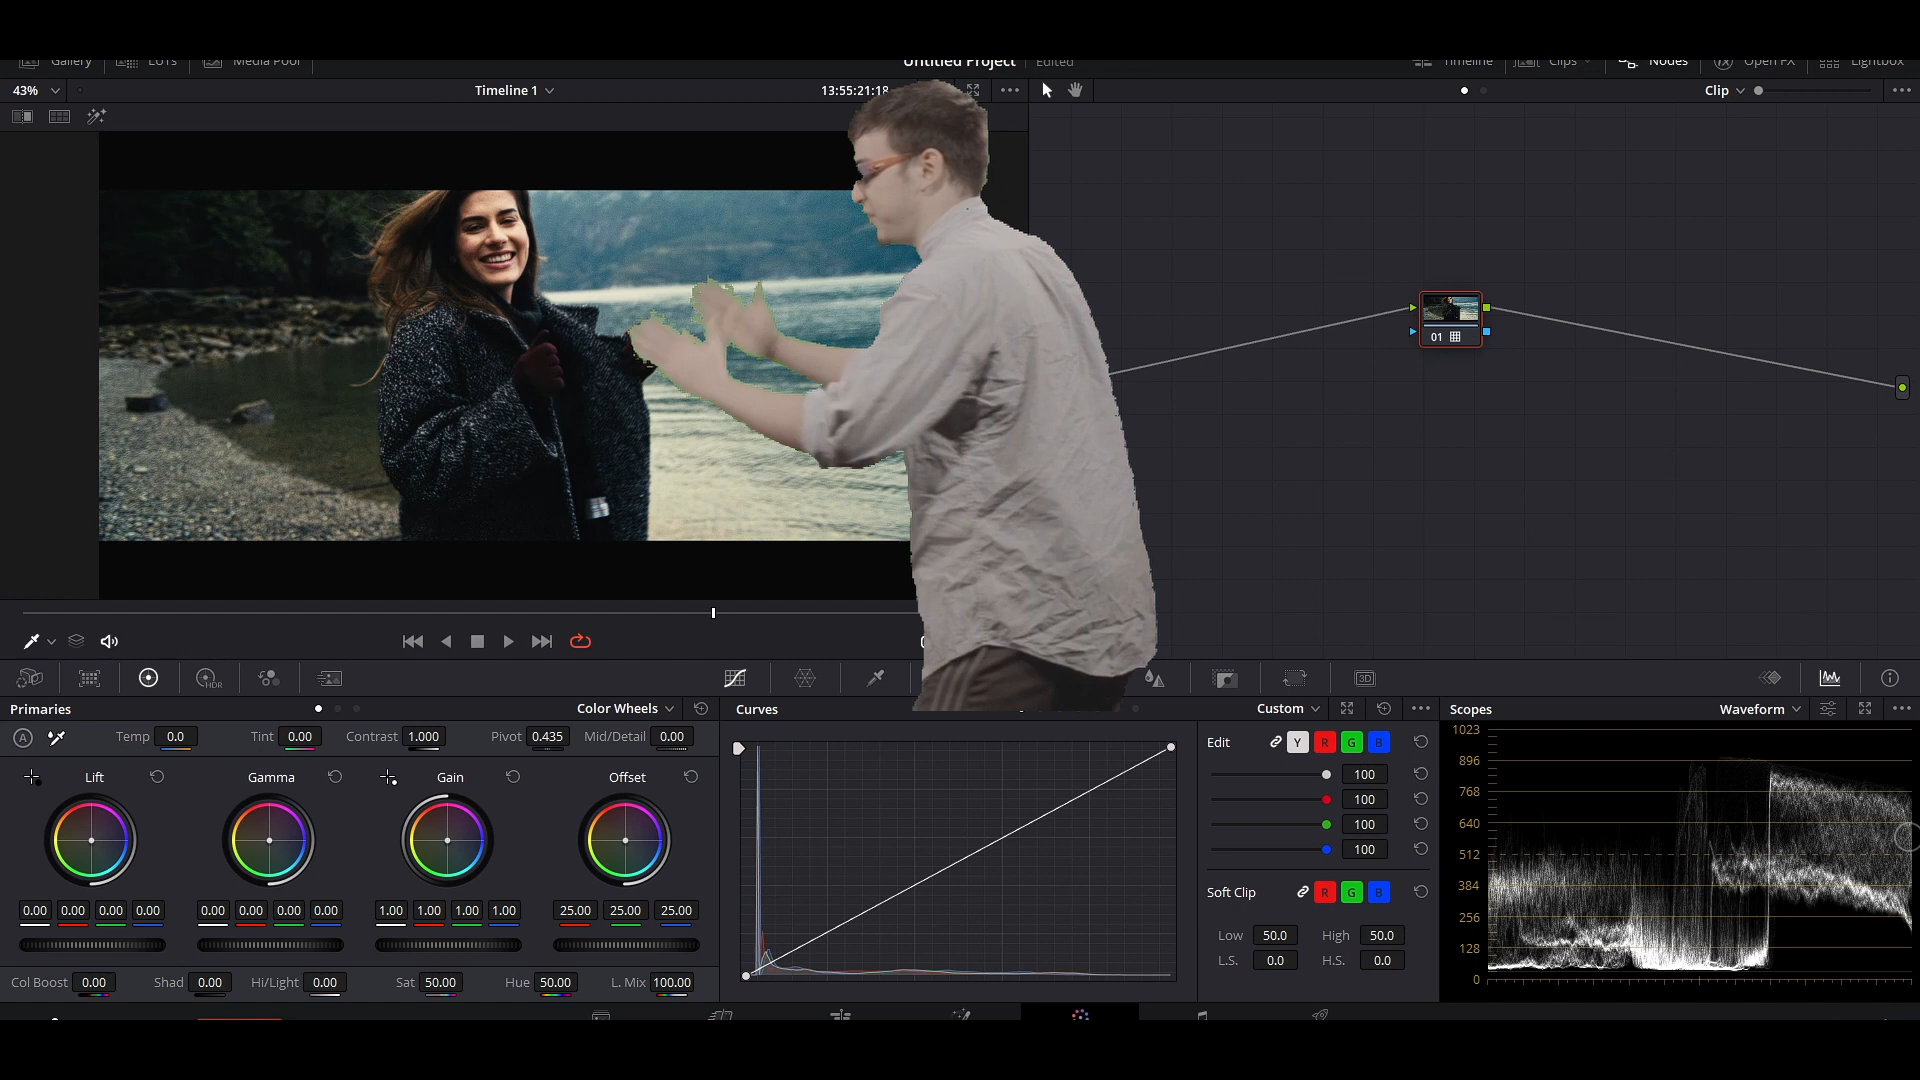 Gallery LUTs Media Pool Untitled Project Edited Timeline Clips Nodes Open FX Lightbox
43% Timeline 1 13:55:21:18 Clip
01
HDR 3D
Primaries Color Wheels Curves Custom Scopes Waveform
A Temp 0.0 Tint 0.00 Contrast 1.000 Pivot 0.435 Mid/Detail 0.00
Lift Gamma Gain Offset
0.00 0.00 0.00 0.00 0.00 0.00 0.00 0.00 1.00 1.00 1.00 1.00 25.00 25.00 25.00
Col Boost 0.00 Shad 0.00 Hi/Light 0.00 Sat 50.00 Hue 50.00 L. Mix 100.00
Edit Y R G B
100
100
100
100
Soft Clip R G B
Low 50.0 High 50.0
L.S. 0.0 H.S. 0.0
1023
896
768
640
512
384
256
128
0